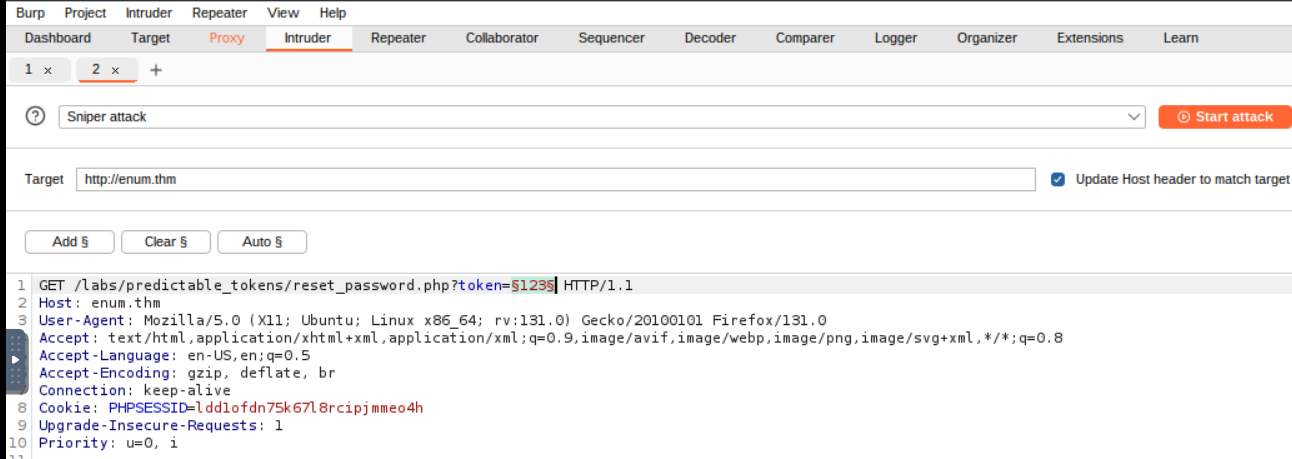 Burp Project Intruder Repeater View Help
Dashboard Target Proxy Intruder Repeater Collaborator Sequencer Decoder Comparer Logger Organizer Extensions Learn
1 × 2 × +
? Sniper attack Start attack
Target http://enum.thm Update Host header to match target
Add § Clear § Auto §
1 GET /labs/predictable_tokens/reset_password.php?token=§123§ HTTP/1.1
2 Host: enum.thm
3 User-Agent: Mozilla/5.0 (X11; Ubuntu; Linux x86_64; rv:131.0) Gecko/20100101 Firefox/131.0
Accept: text/html,application/xhtml+xml,application/xml;q=0.9,image/avif,image/webp,image/png,image/svg+xml,*/*;q=0.8
Accept-Language: en-US,en;q=0.5
Accept-Encoding: gzip, deflate, br
Connection: keep-alive
8 Cookie: PHPSESSID=ldd1ofdn75k67l8rcipjmmeo4h
9 Upgrade-Insecure-Requests: 1
10 Priority: u=0, i
11